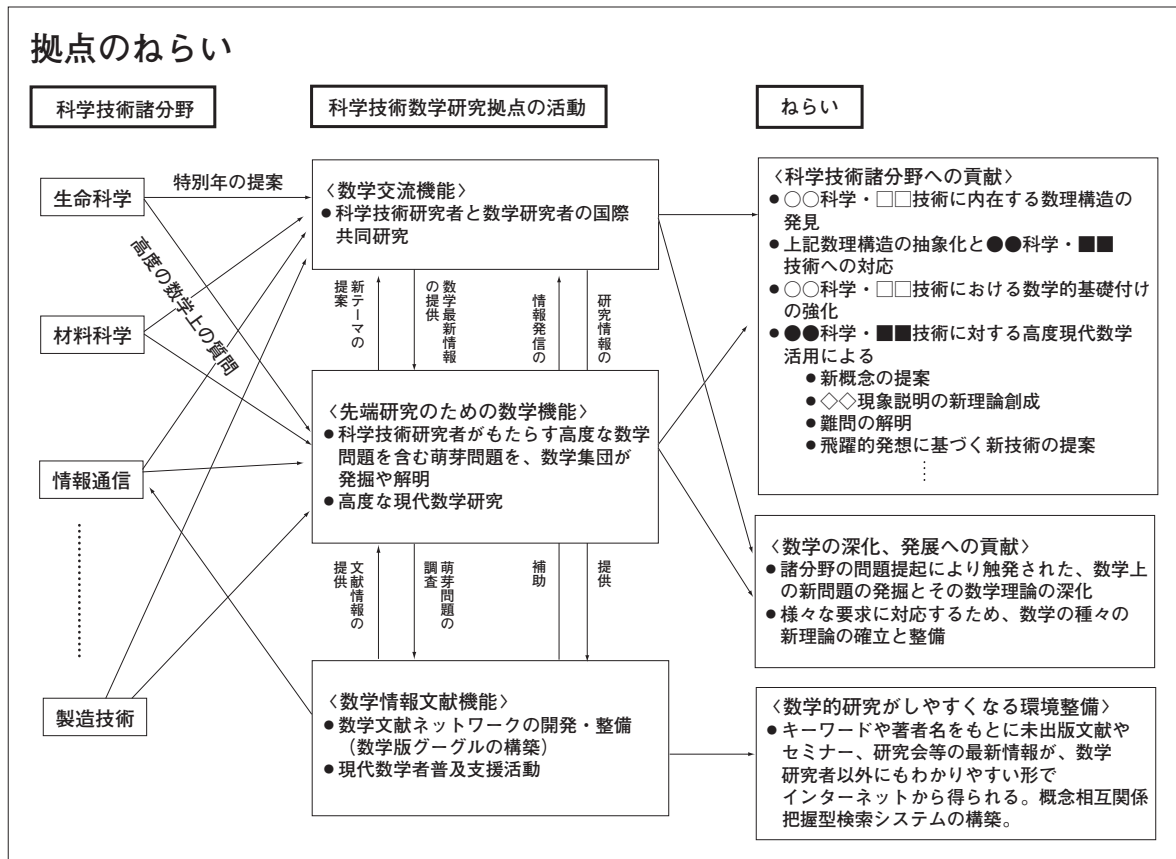 拠点のねらい
科学技術諸分野
科学技術数学研究拠点の活動
ねらい
生命科学
材料科学
情報通信
製造技術
特別年の提案
高度の数学上の質問
〈数学交流機能〉
●科学技術研究者と数学研究者の国際
共同研究
新テーマの
提案
数学最新情報
の提供
情報発信の
研究情報の
〈先端研究のための数学機能〉
●科学技術研究者がもたらす高度な数学
問題を含む萌芽問題を、数学集団が
発掘や解明
●高度な現代数学研究
文献情報の
提供
萌芽問題の
調査
補助
提供
〈数学情報文献機能〉
●数学文献ネットワークの開発・整備
（数学版グーグルの構築）
●現代数学者普及支援活動
〈科学技術諸分野への貢献〉
●○○科学・□□技術に内在する数理構造の
発見
●上記数理構造の抽象化と●●科学・■■
技術への対応
●○○科学・□□技術における数学的基礎付け
の強化
●●●科学・■■技術に対する高度現代数学
活用による
●新概念の提案
●◇◇現象説明の新理論創成
●難問の解明
●飛躍的発想に基づく新技術の提案
〈数学の深化、発展への貢献〉
●諸分野の問題提起により触発された、数学上
の新問題の発掘とその数学理論の深化
●様々な要求に対応するため、数学の種々の
新理論の確立と整備
〈数学的研究がしやすくなる環境整備〉
●キーワードや著者名をもとに未出版文献や
セミナー、研究会等の最新情報が、数学
研究者以外にもわかりやすい形で
インターネットから得られる。概念相互関係
把握型検索システムの構築。